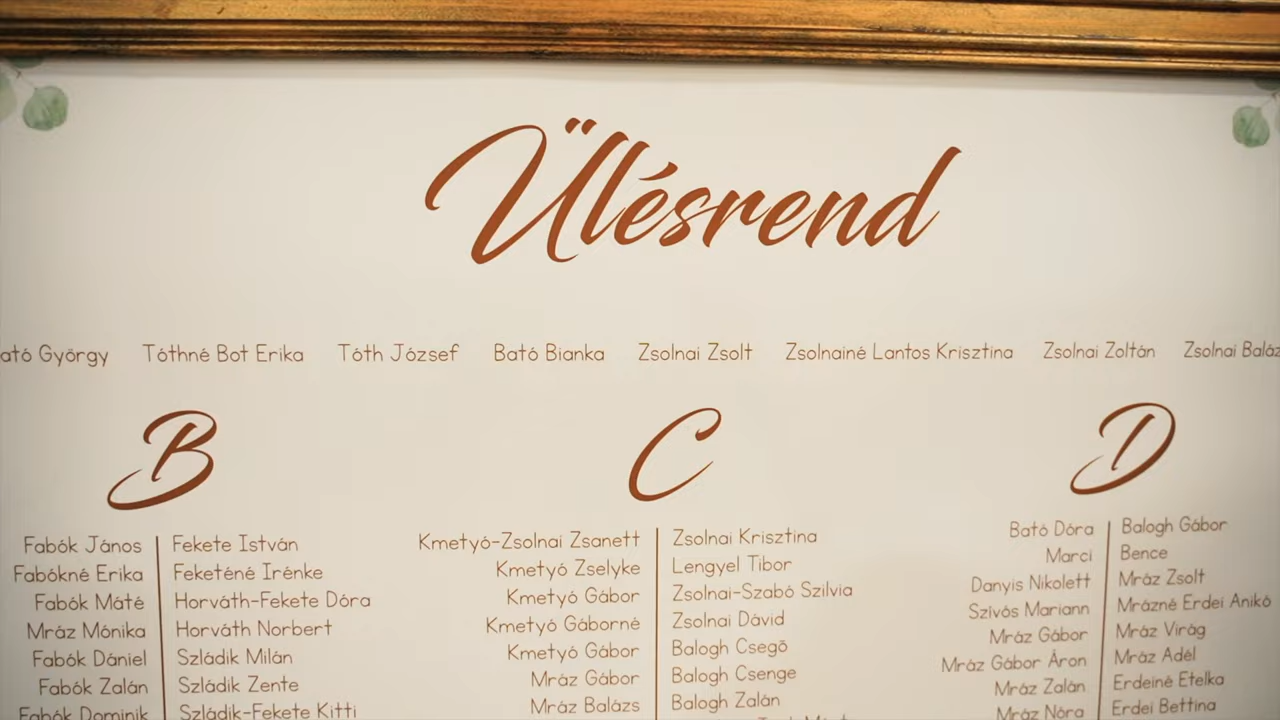 Ülésrend
ató György Tóthné Bot Erika Tóth József Bató Bianka Zsolnai Zsolt Zsolnainé Lantos Krisztina Zsolnai Zoltán Zsolnai Baláz
B
Fabók János
Fabókné Erika
Fabók Máté
Mráz Mónika
Fabók Dániel
Fabók Zalán
Fabók Dominik
Fekete István
Feketéné Irénke
Horváth-Fekete Dóra
Horváth Norbert
Szládik Milán
Szládik Zente
Szládik-Fekete Kitti
C
Kmetyó-Zsolnai Zsanett
Kmetyó Zselyke
Kmetyó Gábor
Kmetyó Gáborné
Kmetyó Gábor
Mráz Gábor
Mráz Balázs
Zsolnai Krisztina
Lengyel Tibor
Zsolnai-Szabó Szilvia
Zsolnai Dávid
Balogh Csegő
Balogh Csenge
Balogh Zalán
D
Bató Dóra
Marci
Danyis Nikolett
Szívós Mariann
Mráz Gábor
Mráz Gábor Áron
Mráz Zalán
Mráz Nóra
Balogh Gábor
Bence
Mráz Zsolt
Mrázné Erdei Anikó
Mráz Virág
Mráz Adél
Erdeiné Etelka
Erdei Bettina